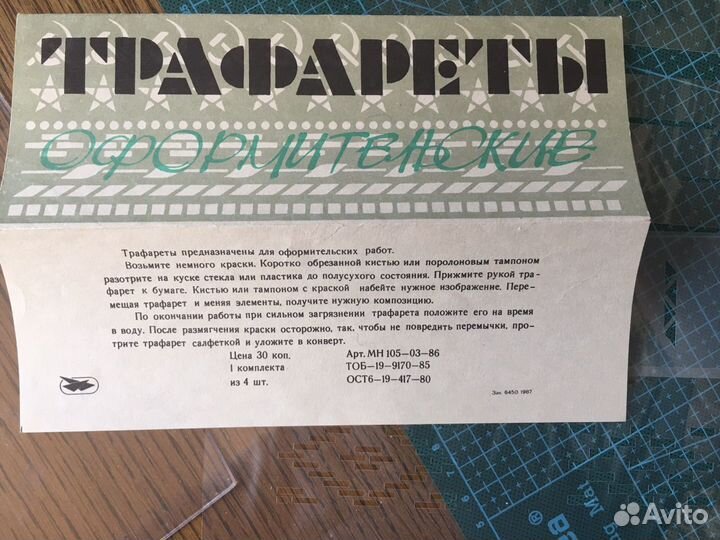 ТРАФАРЕТЫ
ОФОРМИТЕЛЬСКИЕ
Трафареты предназначены для оформительских работ.
Возьмите немного краски. Коротко обрезанной кистью или поролоновым тампоном
разотрите на куске стекла или пластика до полусухого состояния. Прижмите рукой тра-
фарет к бумаге. Кистью или тампоном с краской набейте нужное изображение. Пере-
мещая трафарет и меняя элементы, получите нужную композицию.
По окончании работы при сильном загрязнении трафарета положите его на время
в воду. После размягчения краски осторожно, так, чтобы не повредить перемычки, про-
трите трафарет салфеткой и уложите в конверт.
Цена 30 коп. Арт. МН 105—03—86
1 комплекта ТОБ—19—9170—85
из 4 шт. ОСТ6—19—417—80
Зак. 6450 1987
Avito